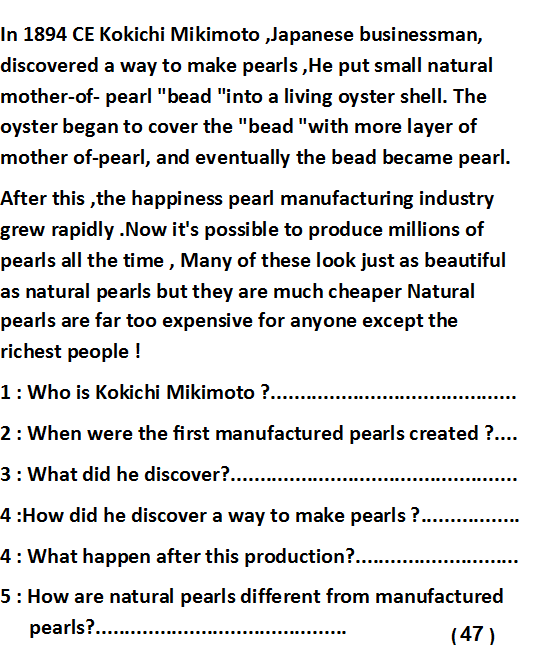 In 1894 CE Kokichi Mikimoto ,Japanese businessman,
discovered a way to make pearls ,He put small natural
mother-of- pearl "bead "into a living oyster shell. The
oyster began to cover the "bead "with more layer of
mother of-pearl, and eventually the bead became pearl.
After this ,the happiness pearl manufacturing industry
grew rapidly .Now it's possible to produce millions of
pearls all the time , Many of these look just as beautiful
as natural pearls but they are much cheaper Natural
pearls are far too expensive for anyone except the
richest people !
1 : Who is Kokichi Mikimoto ?..........................................
2 : When were the first manufactured pearls created ?....
3 : What did he discover?.................................................
4 :How did he discover a way to make pearls ?.................
4 : What happen after this production?............................
5 : How are natural pearls different from manufactured
pearls?........................................... ( 47 )